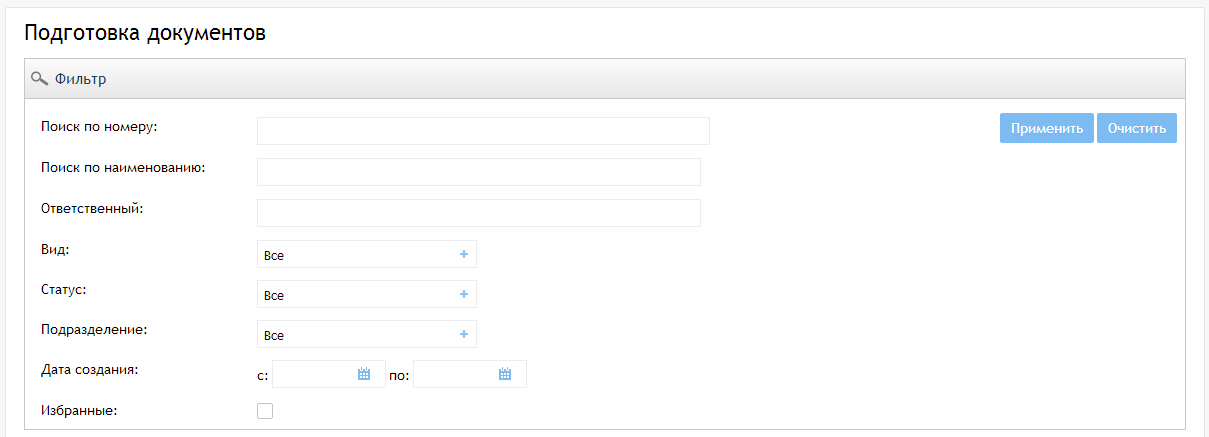 Подготовка документов
Фильтр
Поиск по номеру:
Применить Очистить
Поиск по наименованию:
Ответственный:
Вид: Все
Статус: Все
Подразделение: Все
Дата создания: с: по:
Избранные: